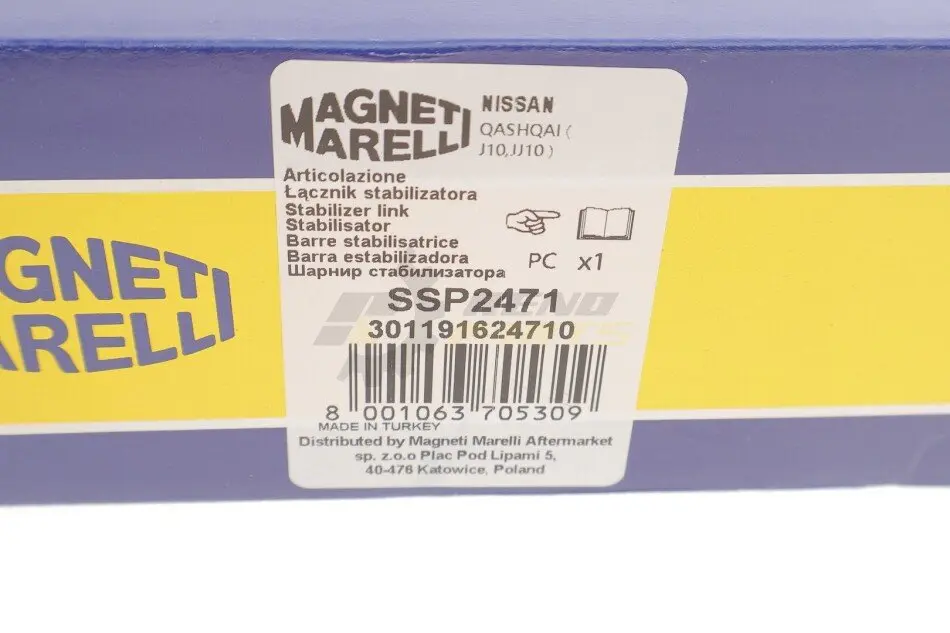 MAGNETI
MARELLI
NISSAN
QASHQAI (
J10,JJ10 )
Articolazione
Łącznik stabilizatora
Stabilizer link
Stabilisator
Barre stabilisatrice
Barra estabilizadora
Шарнир стабилизатора
PC x1
SSP2471
301191624710
8 001063 705309
MADE IN TURKEY
Distributed by Magneti Marelli Aftermarket
sp. z.o.o Plac Pod Lipami 5,
40-476 Katowice, Poland
MAGNETI
MARELLI